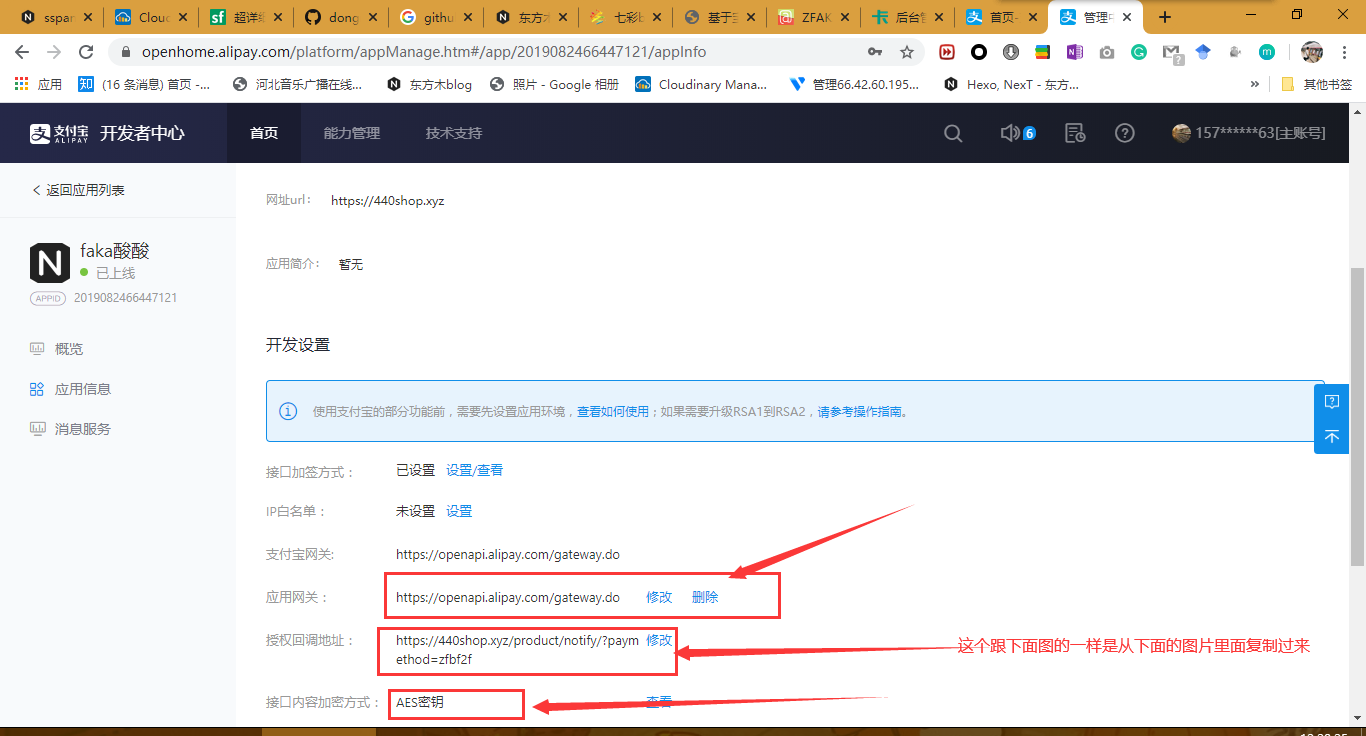 sspan
Clouc
超详细
dong
githu
东方木
七彩b
基于宝
ZFAK
后台管
首页-
管理中
openhome.alipay.com/platform/appManage.htm#/app/2019082466447121/appInfo
应用
(16 条消息) 首页 -...
河北音乐广播在线...
东方木blog
照片 - Google 相册
Cloudinary Mana...
管理66.42.60.195...
Hexo, NexT - 东方...
»
其他书签
支付宝 ALIPAY 开发者中心
首页
能力管理
技术支持
6
157******63[主账号]
< 返回应用列表
faka酸酸
已上线
APPID 2019082466447121
概览
应用信息
消息服务
网址url： https://440shop.xyz
应用简介： 暂无
开发设置
使用支付宝的部分功能前，需要先设置应用环境，查看如何使用；如果需要升级RSA1到RSA2，请参考操作指南。
接口加签方式： 已设置 设置/查看
IP白名单： 未设置 设置
支付宝网关: https://openapi.alipay.com/gateway.do
应用网关： https://openapi.alipay.com/gateway.do 修改 删除
授权回调地址： https://440shop.xyz/product/notify/?paym 修改
ethod=zfbf2f
这个跟下面图的一样是从下面的图片里面复制过来
接口内容加密方式： AES密钥 查看